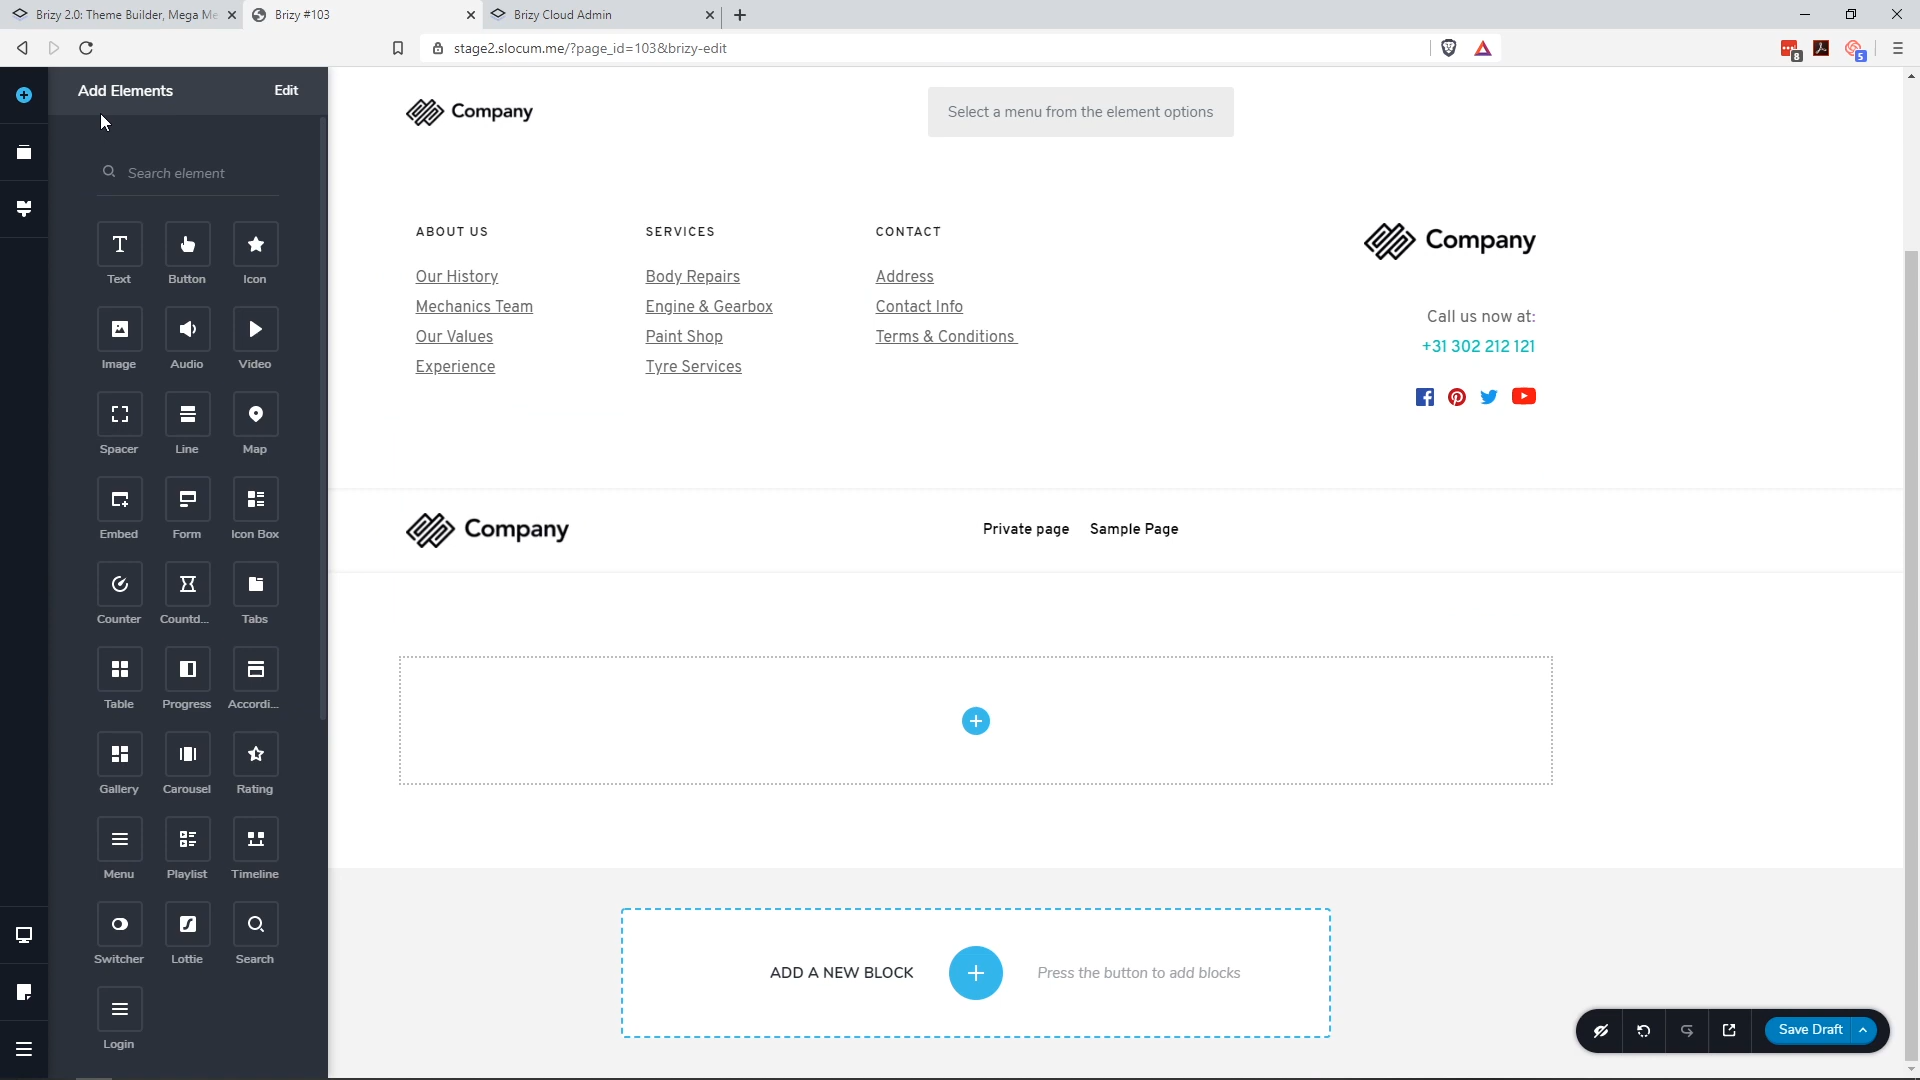 Brizy 2.0: Theme Builder, Mega Me
Brizy #103
Brizy Cloud Admin
stage2.slocum.me/?page_id=103&brizy-edit
8
5
Add Elements
Edit
Search element
Text
Button
Icon
Image
Audio
Video
Spacer
Line
Map
Embed
Form
Icon Box
Counter
Countd...
Tabs
Table
Progress
Accordi...
Gallery
Carousel
Rating
Menu
Playlist
Timeline
Switcher
Lottie
Search
Login
Company
Select a menu from the element options
ABOUT US
Our History
Mechanics Team
Our Values
Experience
SERVICES
Body Repairs
Engine & Gearbox
Paint Shop
Tyre Services
CONTACT
Address
Contact Info
Terms & Conditions
Company
Call us now at:
+31 302 212 121
Company
Private page
Sample Page
ADD A NEW BLOCK
Press the button to add blocks
Save Draft